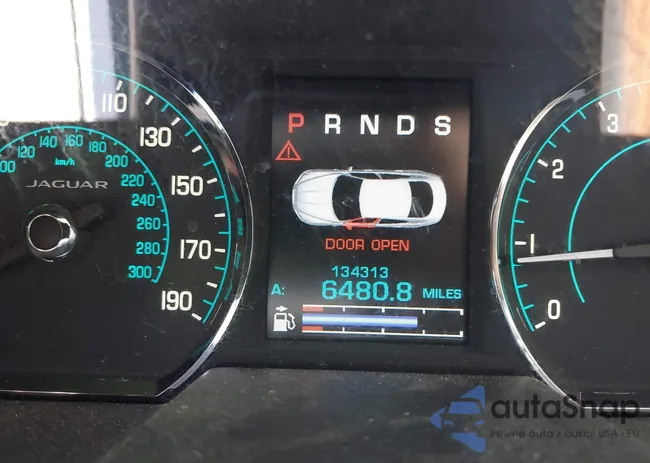 110
130
150
170
190
100 120 140 160 180 200 220 240 260 280 300
km/h
JAGUAR
P R N D S
DOOR OPEN
134313
A: 6480.8 MILES
3
2
1
0
autaSnap
Pewne auta z aukcji USA i EU